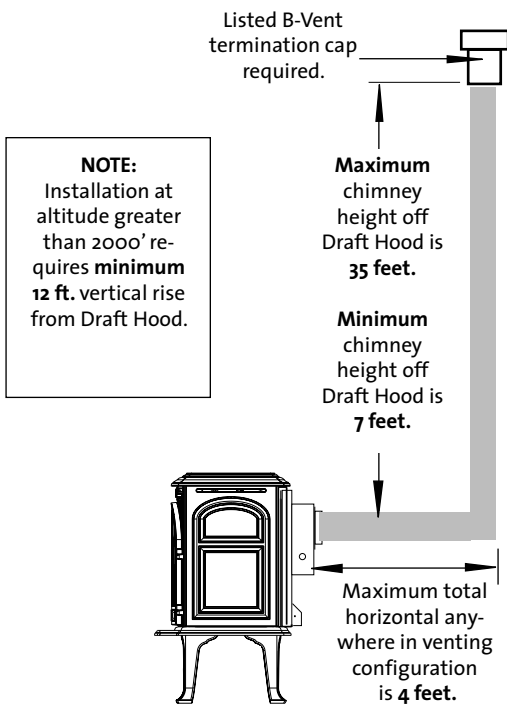 Listed B-Vent
termination cap
required.
NOTE:
Installation at
altitude greater
than 2000’ re-
quires minimum
12 ft. vertical rise
from Draft Hood.
Maximum
chimney
height off
Draft Hood is
35 feet.
Minimum
chimney
height off
Draft Hood is
7 feet.
Maximum total
horizontal any-
where in venting
configuration
is 4 feet.